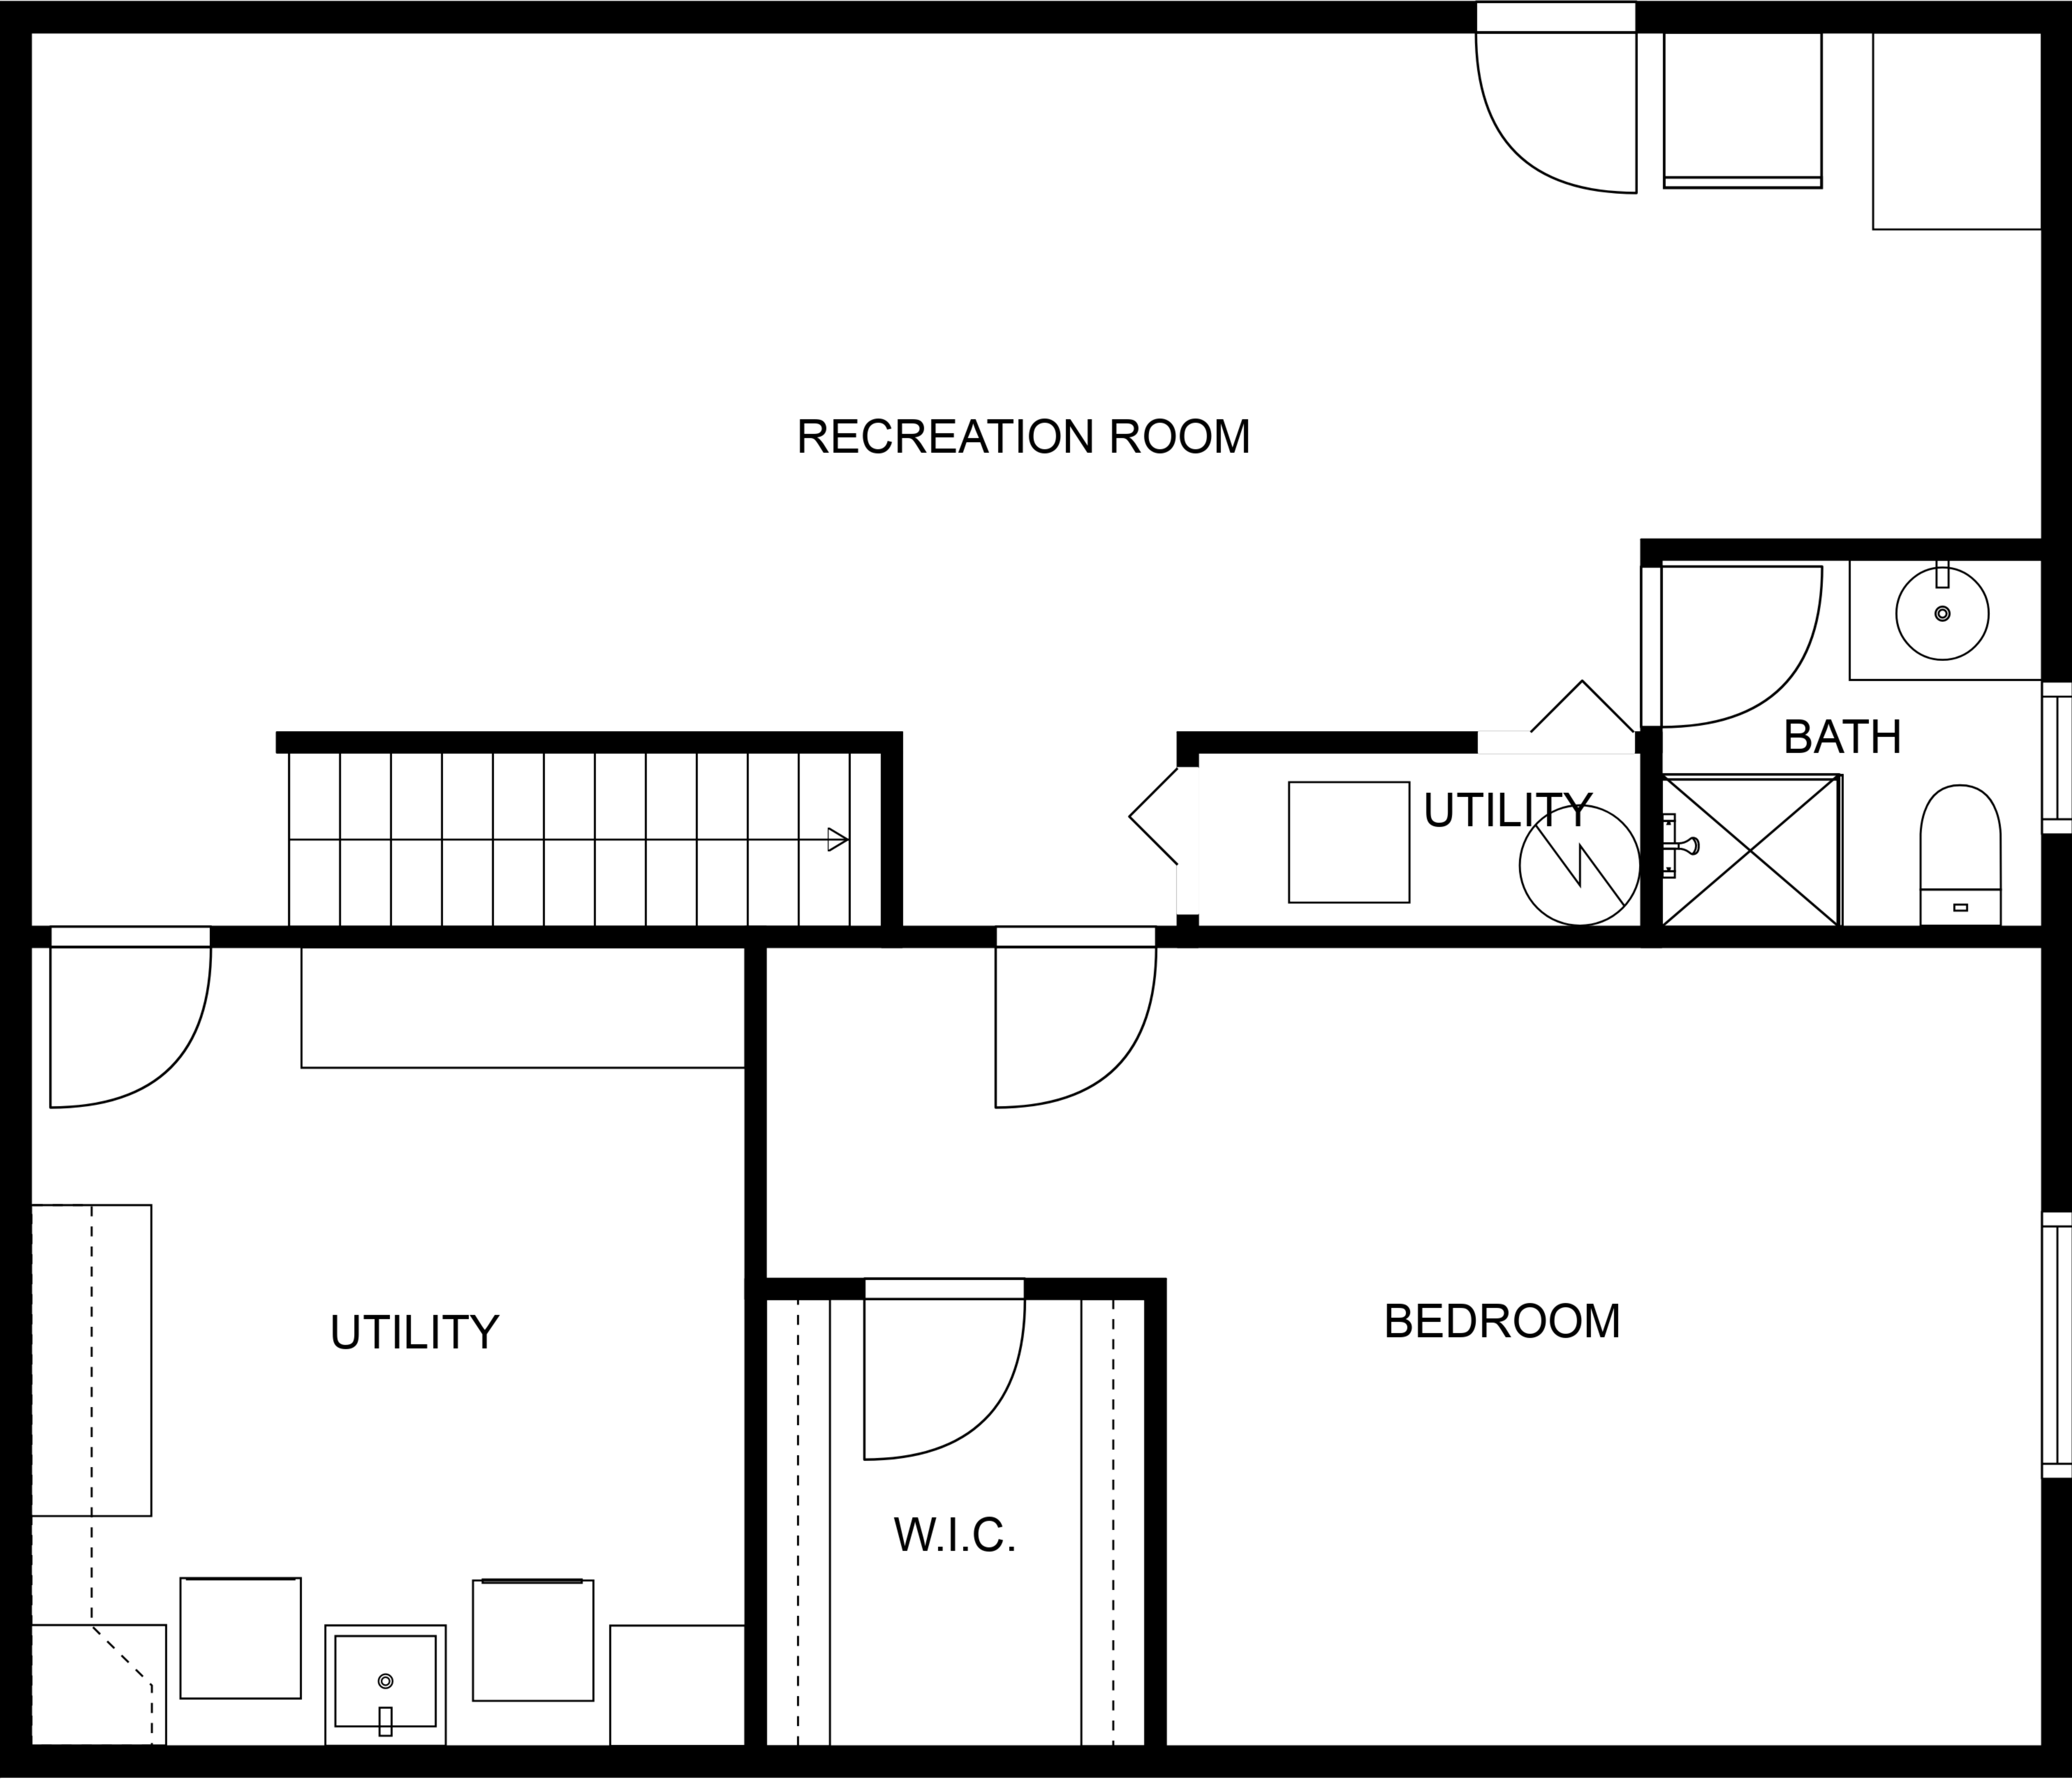 RECREATION ROOM
BATH
UTILITY
UTILITY
BEDROOM
W.I.C.